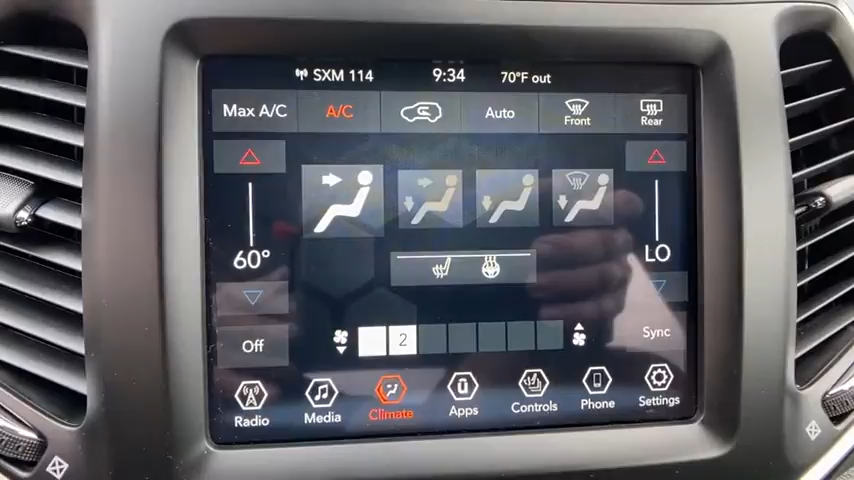 SXM 114 9:34 70°F out
Max A/C A/C Auto Front Rear
60° LO
Off 2 Sync
Radio Media Climate Apps Controls Phone Settings